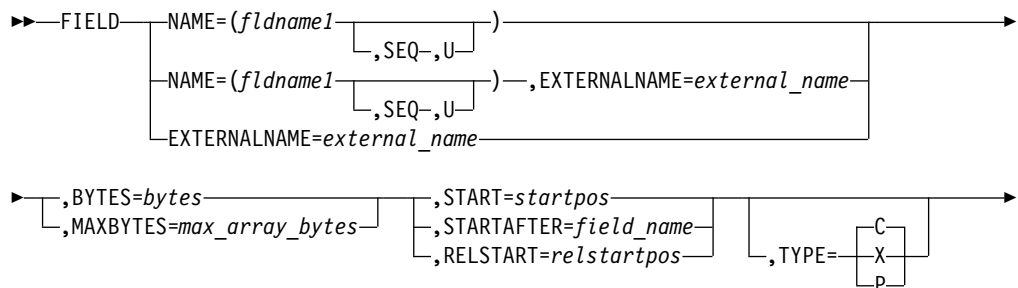 FIELD NAME=(fldname1 ,SEQ ,U )
NAME=(fldname1 ,SEQ ,U ) ,EXTERNALNAME=external_name
EXTERNALNAME=external_name
,BYTES=bytes ,START=startpos
,MAXBYTES=max_array_bytes ,STARTAFTER=field_name C
,RELSTART=relstartpos ,TYPE= X
P